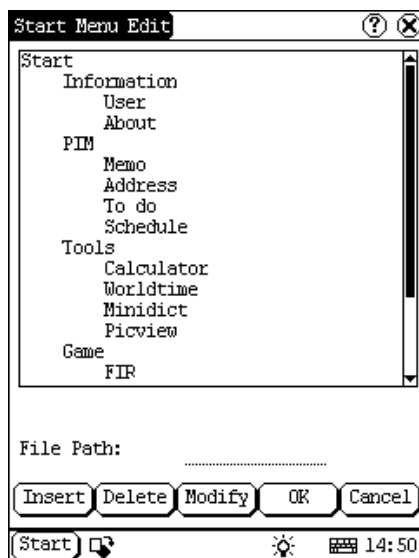 Start Menu Edit ?
Start
Information
User
About
PIM
Memo
Address
To do
Schedule
Tools
Calculator
Worldtime
Minidict
Picview
Game
FIR
File Path:
Insert Delete Modify OK Cancel
Start 14:50